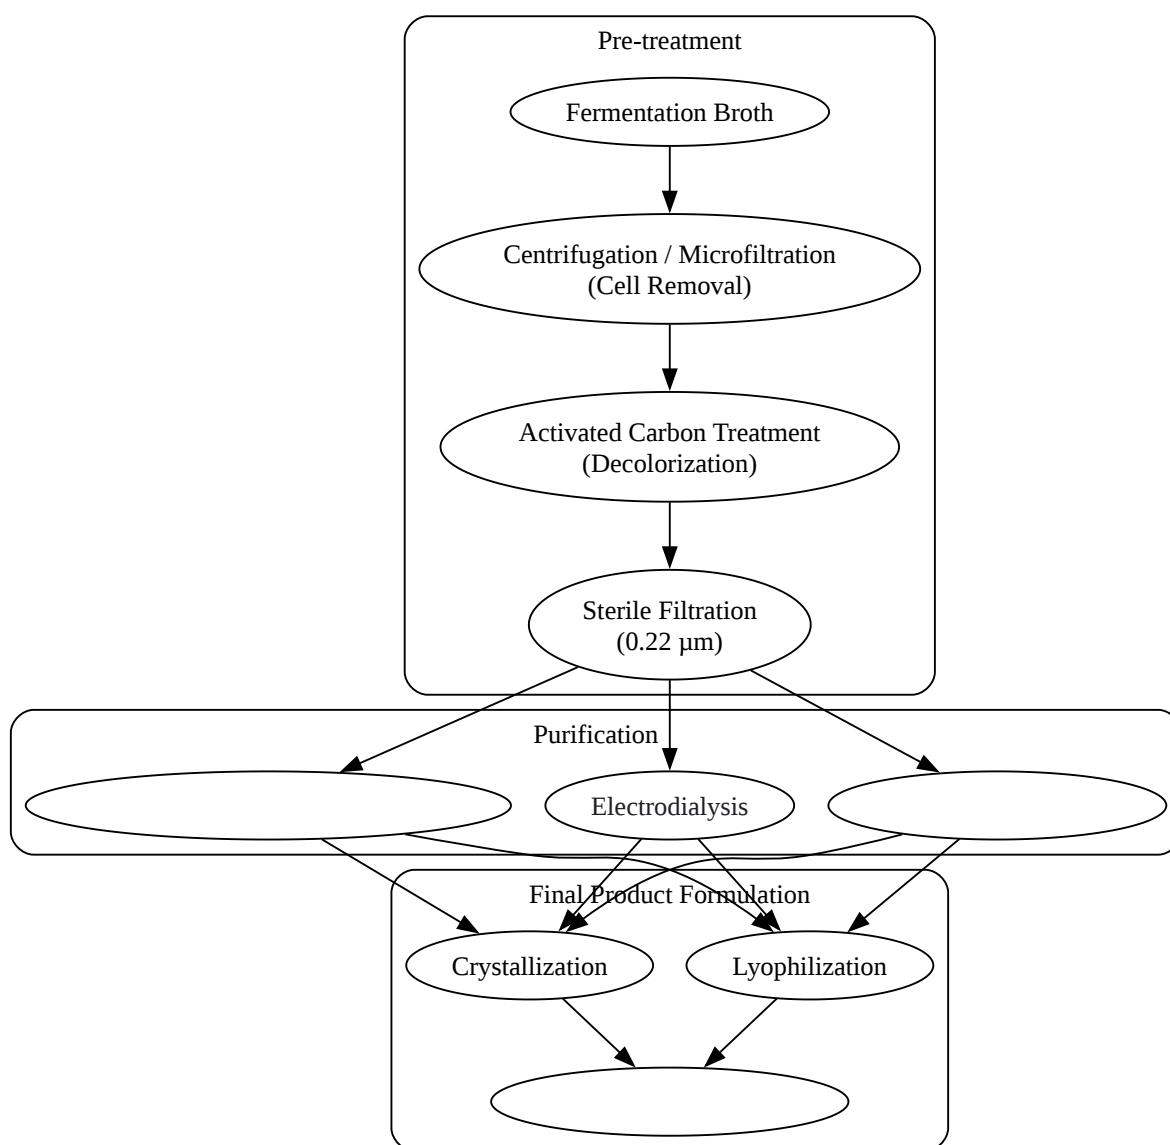 Pre-treatment
Fermentation Broth
Centrifugation / Microfiltration
(Cell Removal)
Activated Carbon Treatment
(Decolorization)
Sterile Filtration
(0.22 µm)
Purification
Electrodialysis
Final Product Formulation
Crystallization
Lyophilization